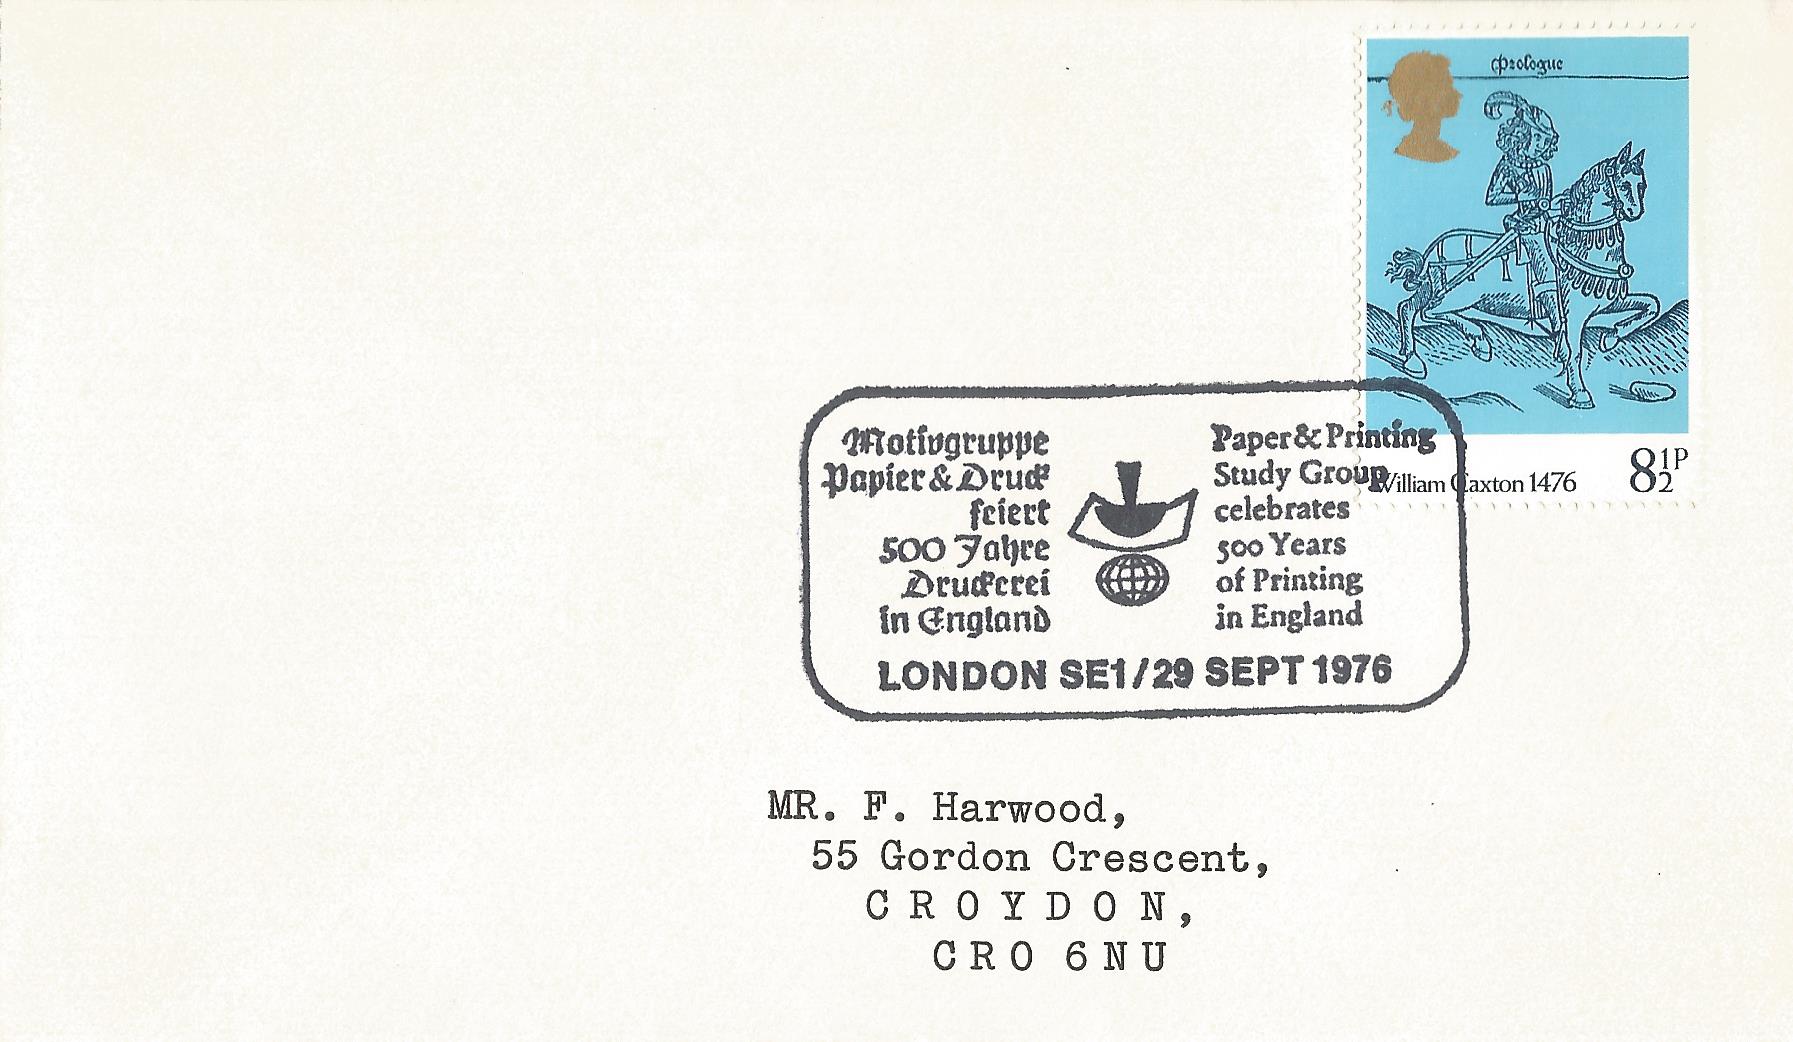 Prologue
William Caxton 1476
8½P
Motivgruppe
Papier & Druck
feiert
500 Jahre
Druckerei
in England
Paper & Printing
Study Group
celebrates
500 Years
of Printing
in England
LONDON SE1/29 SEPT 1976
MR. F. Harwood,
55 Gordon Crescent,
CROYDON,
CRO 6NU